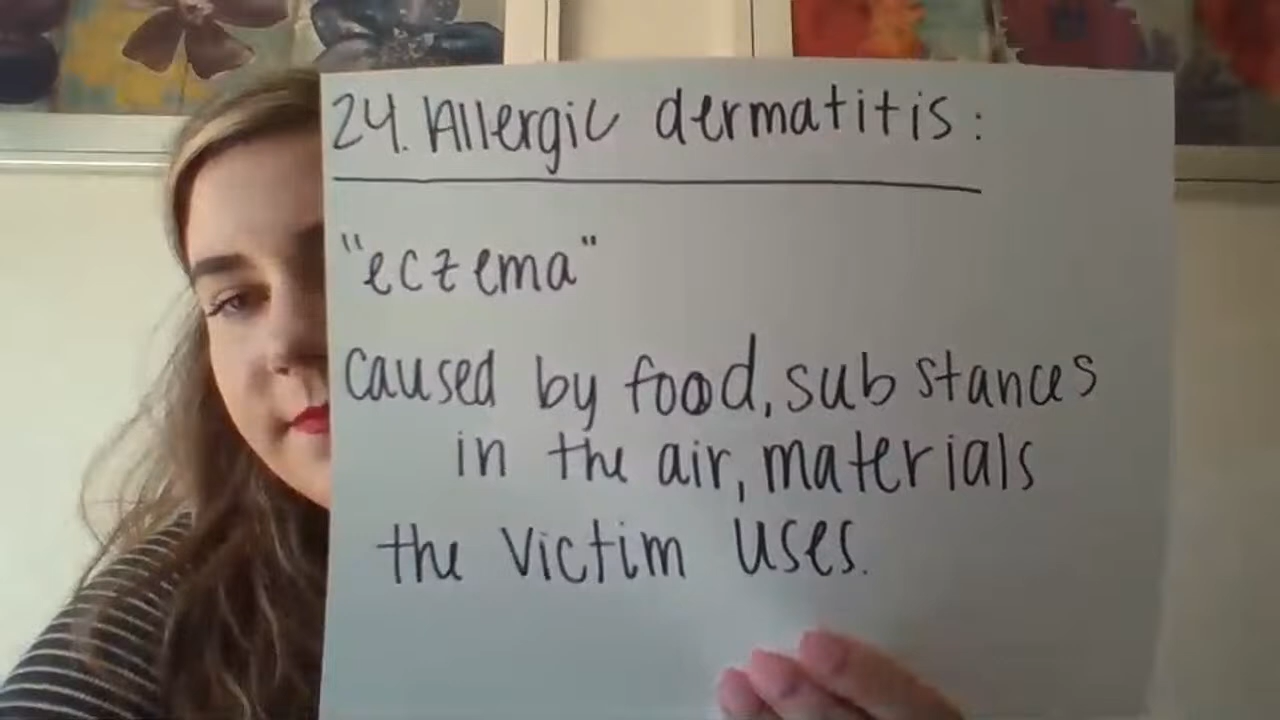 24. Allergic dermatitis:
"eczema"
caused by food, substances
in the air, materials
the victim uses.